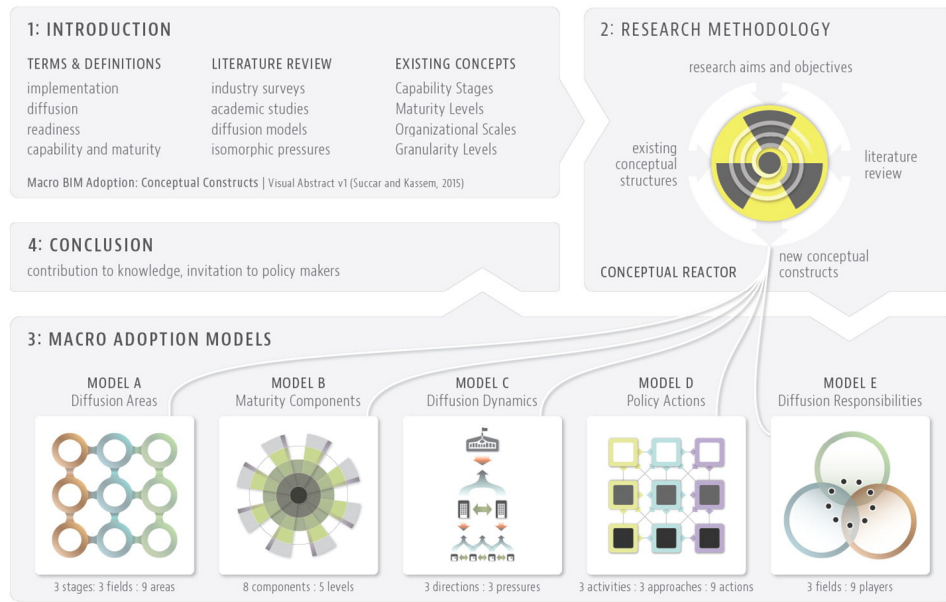 1: INTRODUCTION
TERMS & DEFINITIONS
implementation
diffusion
readiness
capability and maturity
LITERATURE REVIEW
industry surveys
academic studies
diffusion models
isomorphic pressures
EXISTING CONCEPTS
Capability Stages
Maturity Levels
Organizational Scales
Granularity Levels
Macro BIM Adoption: Conceptual Constructs | Visual Abstract v1 (Succar and Kassem, 2015)
2: RESEARCH METHODOLOGY
research aims and objectives
existing
conceptual
structures
literature
review
CONCEPTUAL REACTOR
new conceptual
constructs
4: CONCLUSION
contribution to knowledge, invitation to policy makers
3: MACRO ADOPTION MODELS
MODEL A
Diffusion Areas
3 stages: 3 fields : 9 areas
MODEL B
Maturity Components
8 components : 5 levels
MODEL C
Diffusion Dynamics
3 directions : 3 pressures
MODEL D
Policy Actions
3 activities : 3 approaches : 9 actions
MODEL E
Diffusion Responsibilities
3 fields : 9 players